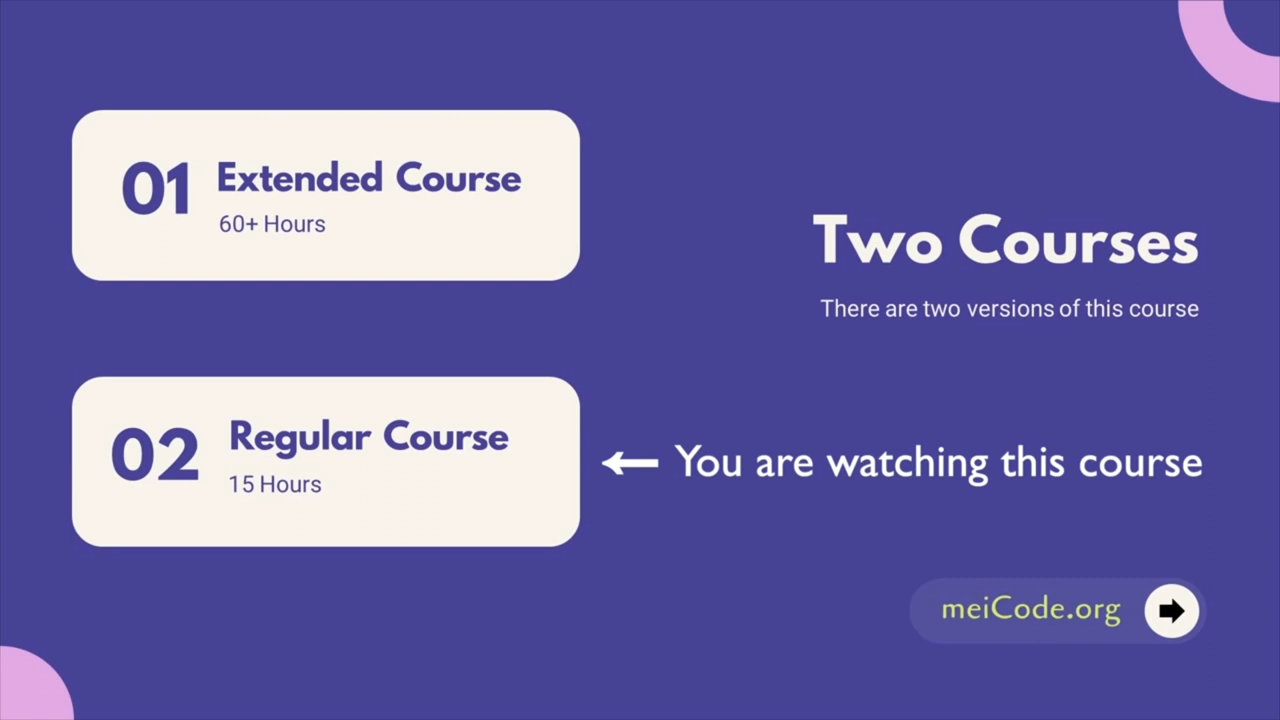 01 Extended Course
60+ Hours
Two Courses
There are two versions of this course
02 Regular Course
15 Hours
You are watching this course
meiCode.org